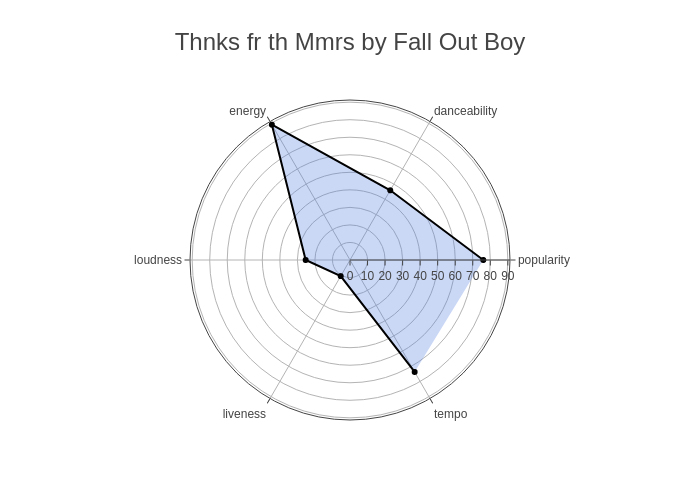 Thnks fr th Mmrs by Fall Out Boy
energy
danceability
loudness
popularity
0 10 20 30 40 50 60 70 80 90
liveness
tempo